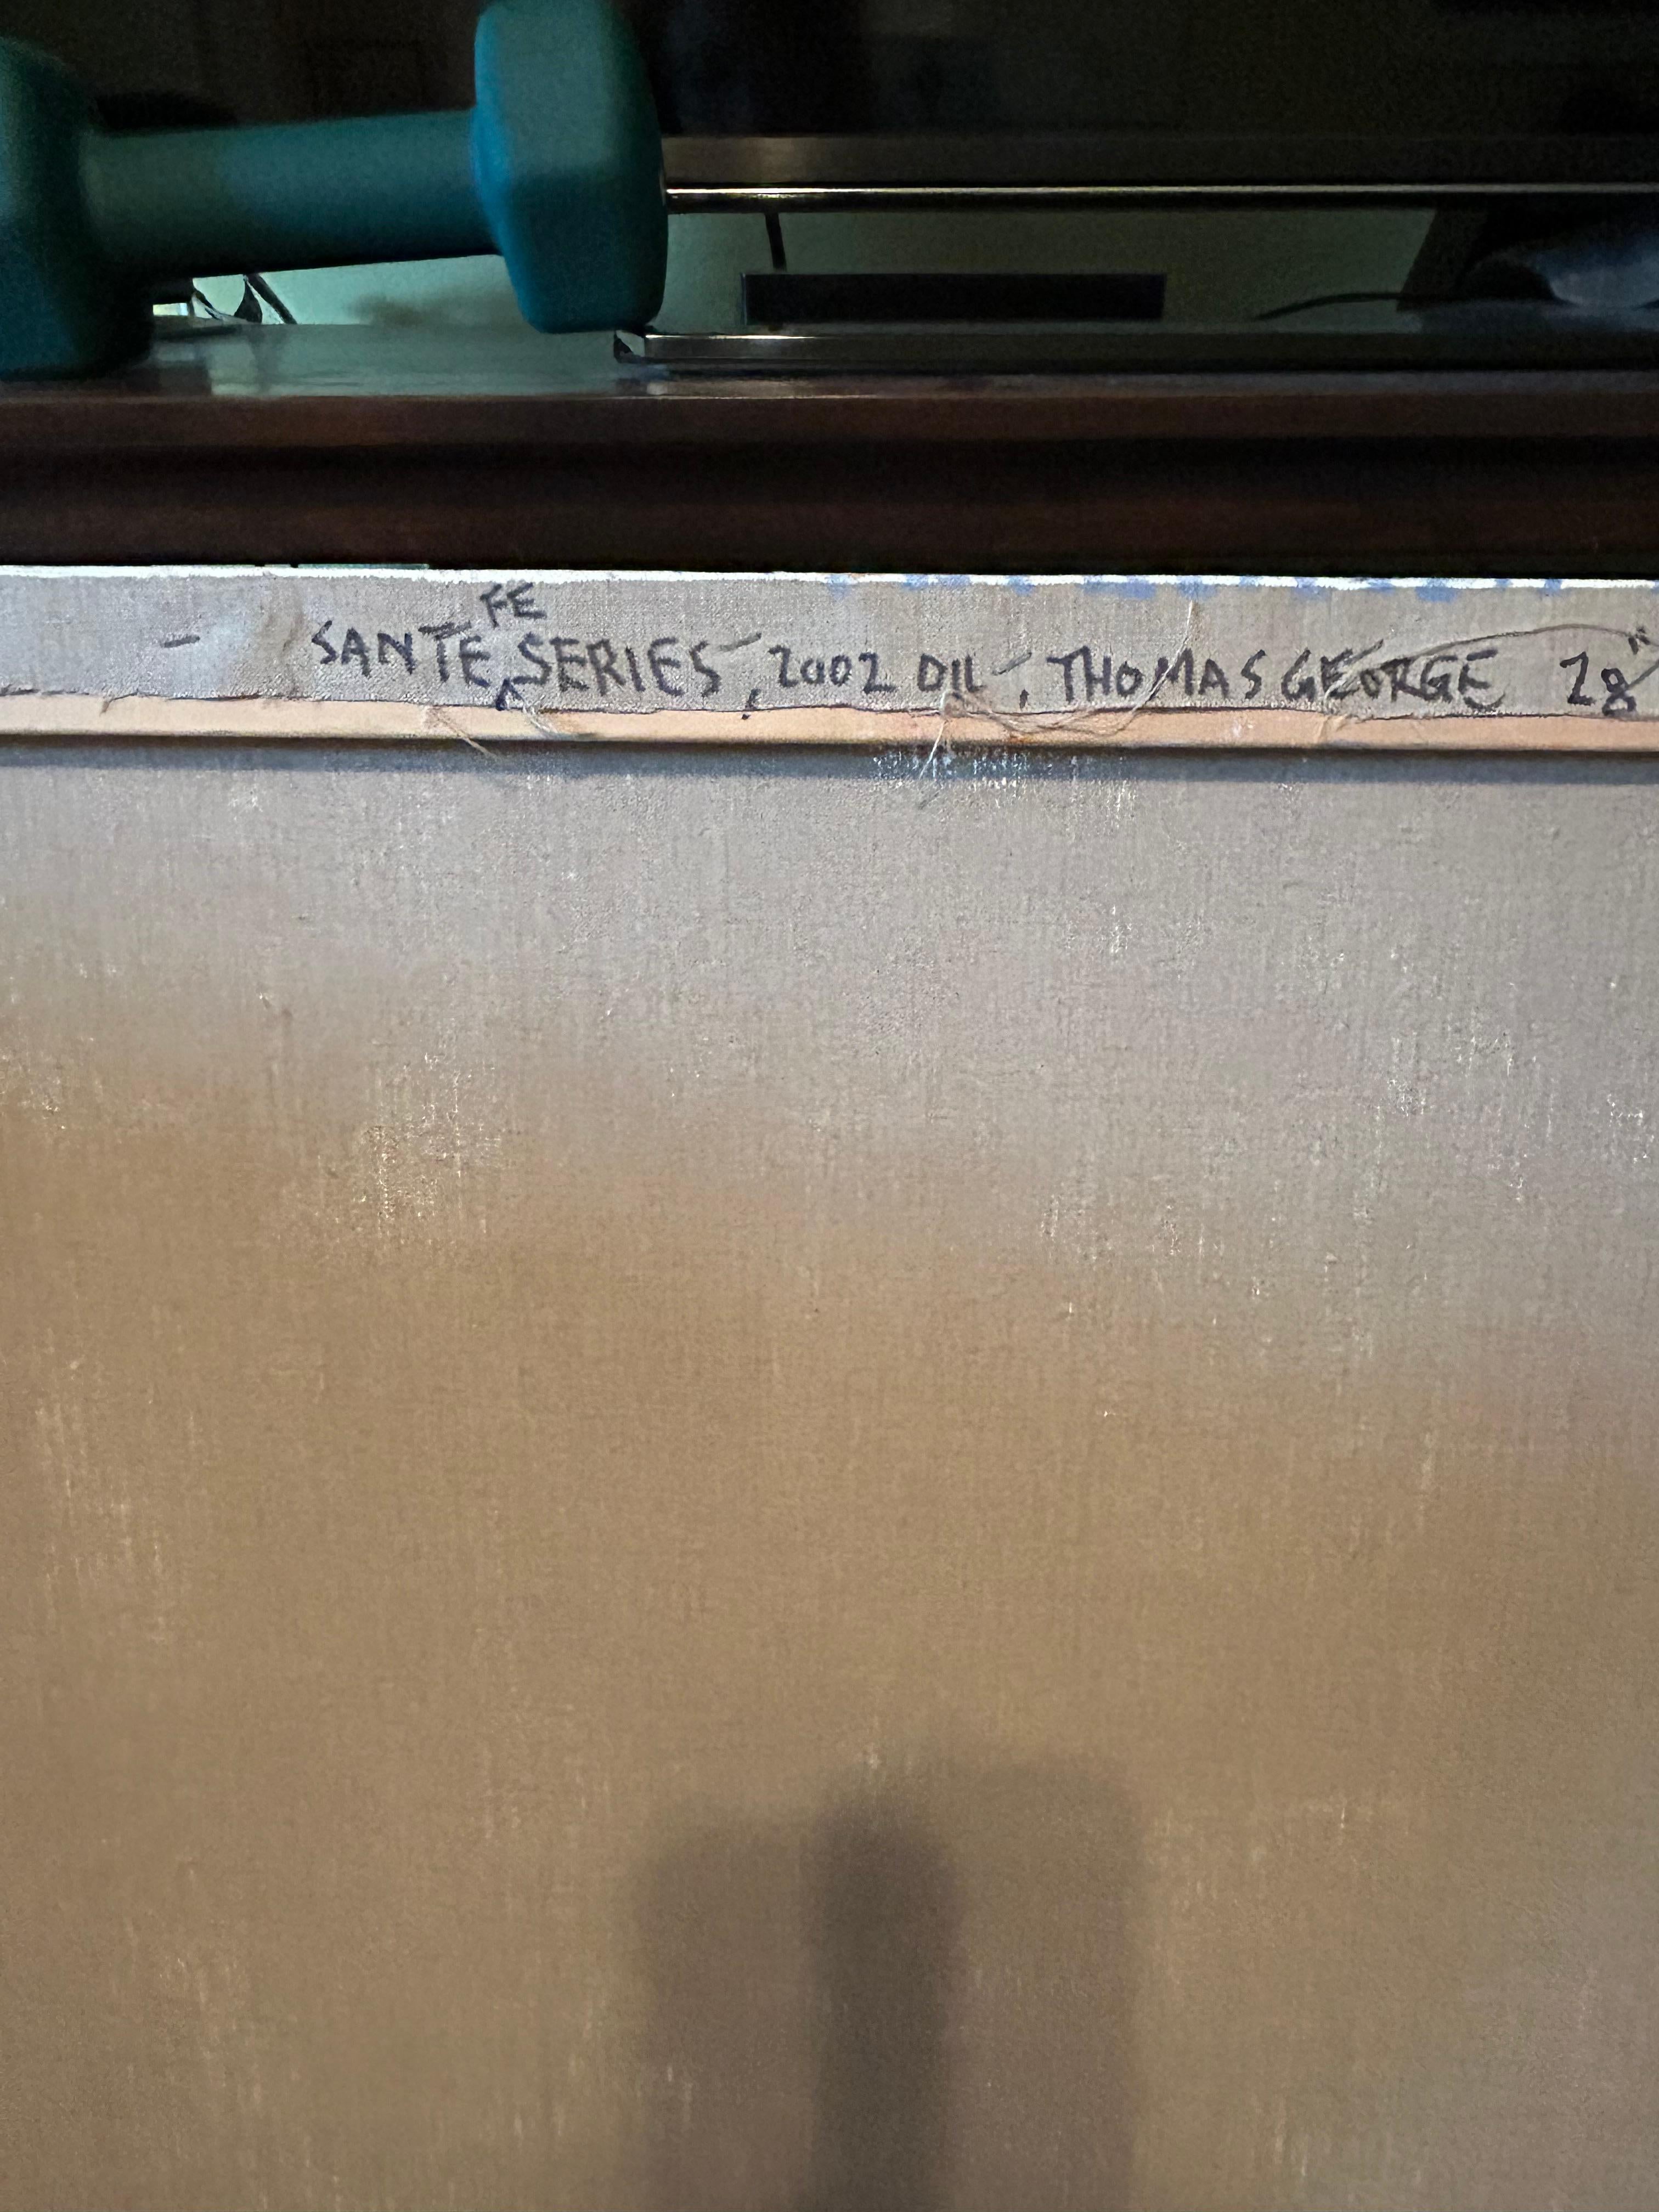 SANTE FE SERIES, 2002 OIL, THOMAS GEORGE 28"